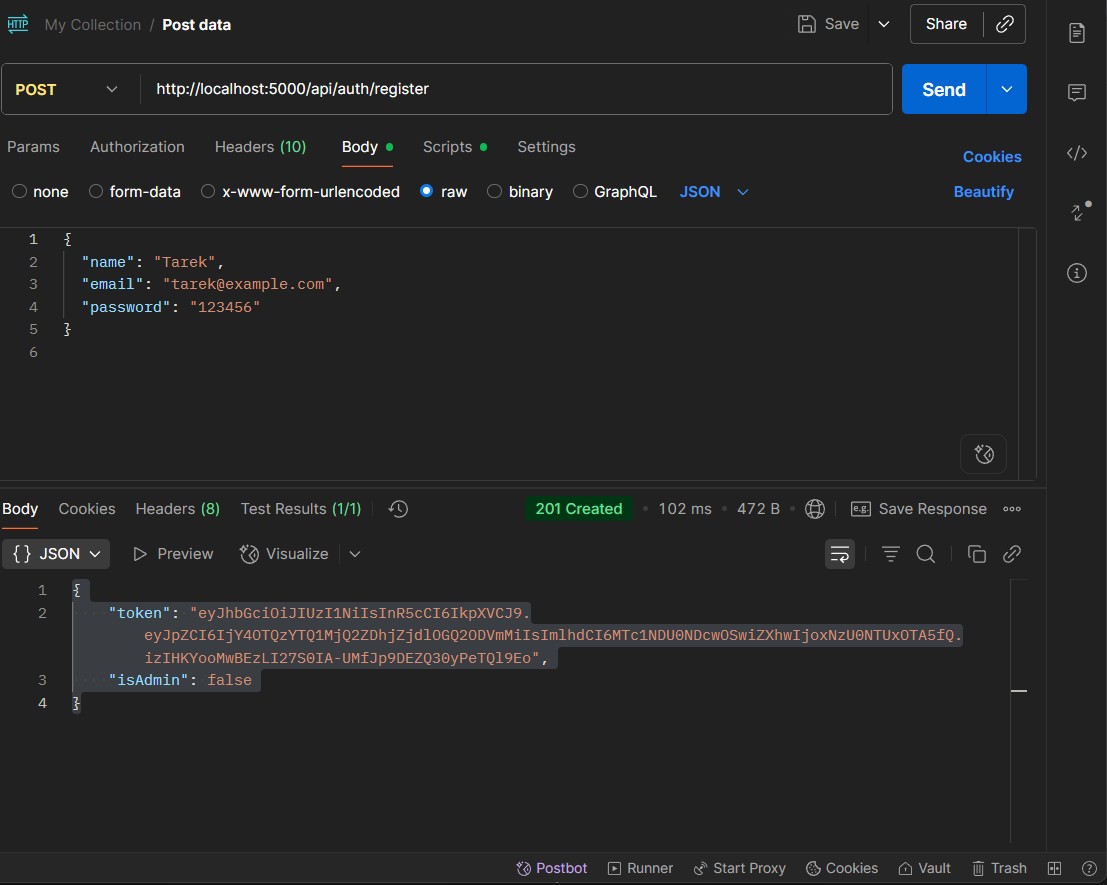 HTTP My Collection / Post data Save Share
POST http://localhost:5000/api/auth/register Send
Params Authorization Headers (10) Body Scripts Settings Cookies
none form-data x-www-form-urlencoded raw binary GraphQL JSON Beautify
1 {
2 "name": "Tarek",
3 "email": "tarek@example.com",
4 "password": "123456"
5 }
6
Body Cookies Headers (8) Test Results (1/1) 201 Created 102 ms 472 B e.g. Save Response
{} JSON Preview Visualize
1 {
2 "token": "eyJhbGciOiJIUzI1NiIsInR5cCI6IkpXVCJ9.
eyJpZCI6IjY4OTQzYTQ1MjQ2ZDhjZjdlOGQ2ODVmMiIsImlhdCI6MTc1NDU0NDcwOSwiZXhwIjoxNzU0NTUxOTA5fQ.
izIHKYooMwBEzLI27S0IA-UMfJp9DEZQ30yPeTQl9Eo",
3 "isAdmin": false
4 }
Postbot Runner Start Proxy Cookies Vault Trash